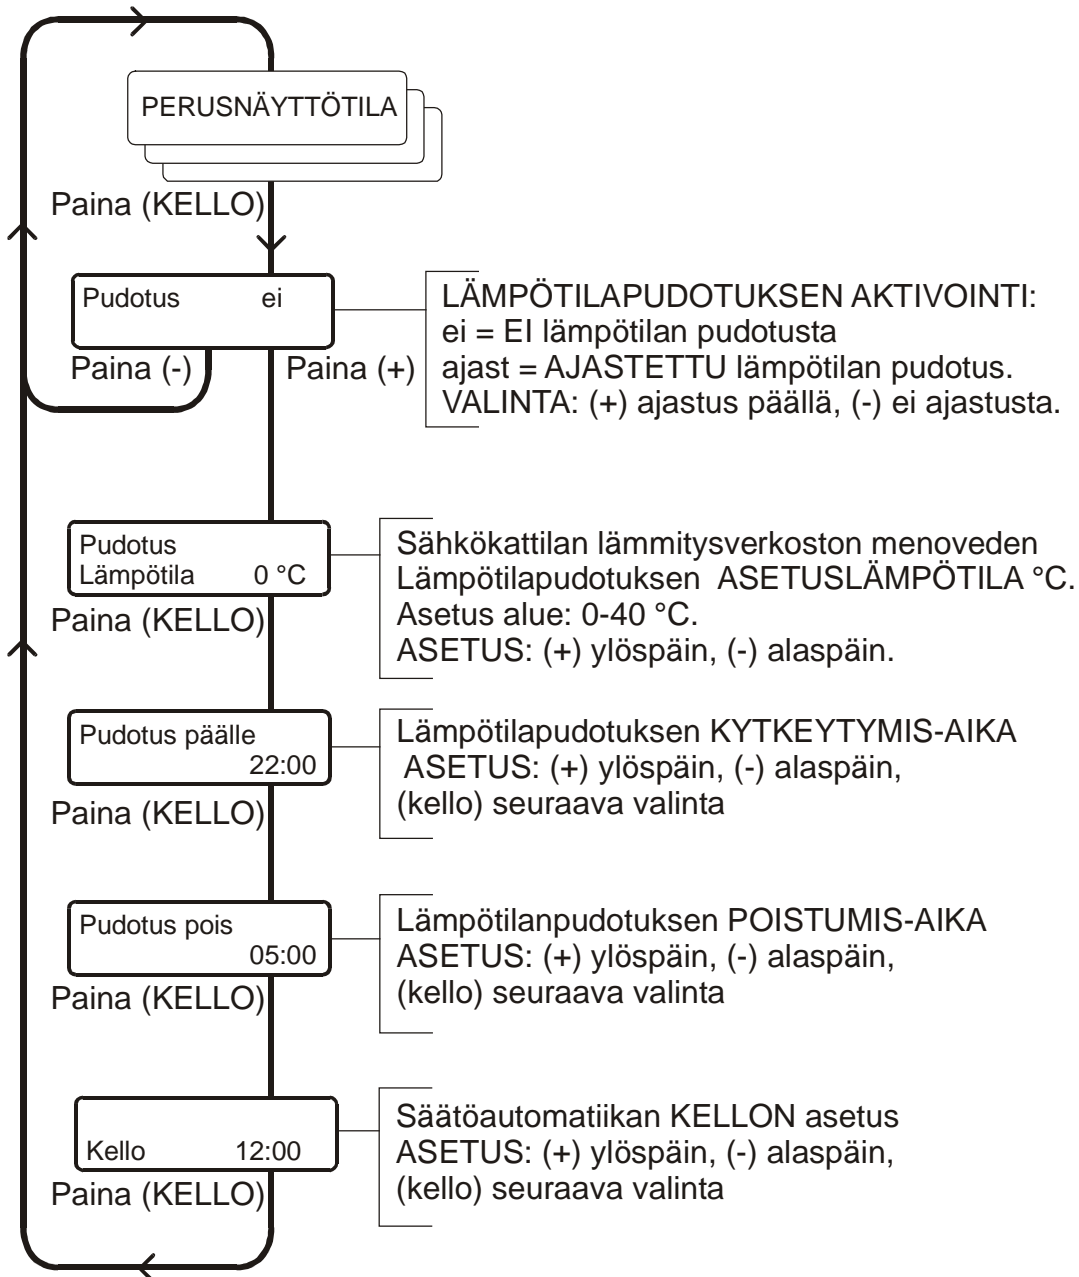 PERUSNÄYTTÖTILA
Paina (KELLO)
Pudotus ei
Paina (-)
Paina (+)
LÄMPÖTILAPUDOTUKSEN AKTIVOINTI:
ei = EI lämpötilan pudotusta
ajast = AJASTETTU lämpötilan pudotus.
VALINTA: (+) ajastus päällä, (-) ei ajastusta.
Pudotus
Lämpötila 0 °C
Paina (KELLO)
Sähkökattilan lämmitysverkoston menoveden
Lämpötilapudotuksen ASETUSLÄMPÖTILA °C.
Asetus alue: 0-40 °C.
ASETUS: (+) ylöspäin, (-) alaspäin.
Pudotus päälle
22:00
Paina (KELLO)
Lämpötilapudotuksen KYTKEYTYMIS-AIKA
ASETUS: (+) ylöspäin, (-) alaspäin,
(kello) seuraava valinta
Pudotus pois
05:00
Paina (KELLO)
Lämpötilanpudotuksen POISTUMIS-AIKA
ASETUS: (+) ylöspäin, (-) alaspäin,
(kello) seuraava valinta
Kello 12:00
Paina (KELLO)
Säätöautomatiikan KELLON asetus
ASETUS: (+) ylöspäin, (-) alaspäin,
(kello) seuraava valinta